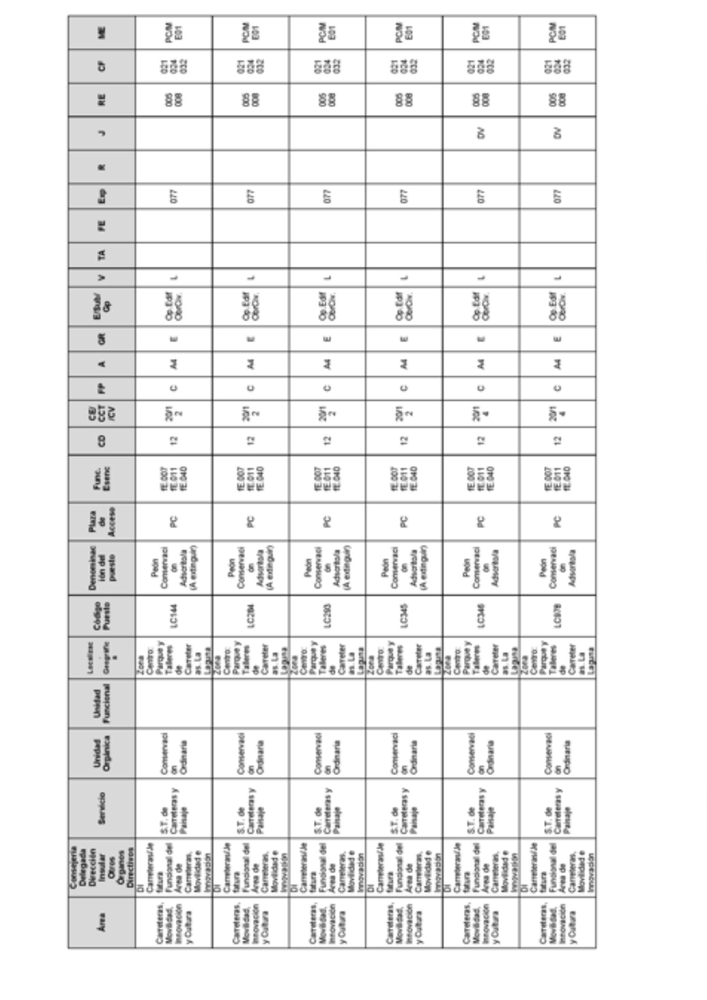 Área Consejería Delegada Dirección Insular Otros Órganos Directivos Servicio Unidad Orgánica Unidad Funcional Localizac. Geográfica Código Puesto Denominación del puesto Plaza de Acceso Func. Esenc CD CE/CCT/CV FP A GR E/Sub/Gp V TA FE Exp R J RE CF ME
Carreteras, Movilidad, Innovación y Cultura DI Carreteras/Jefatura Funcional del Área de Carreteras, Movilidad e Innovación S.T. de Carreteras y Paisaje Conservación Ordinaria Zona Centro: Parque y Talleres de Carreteras. La Laguna LC144 Peón Conservación Adscrito/a (A extinguir) PC fE.007 fE.011 fE.040 12 20/12 C A4 E Op.Edif ObrCiv. L 077 005 008 021 024 032 PC/ME01
Carreteras, Movilidad, Innovación y Cultura DI Carreteras/Jefatura Funcional del Área de Carreteras, Movilidad e Innovación S.T. de Carreteras y Paisaje Conservación Ordinaria Zona Centro: Parque y Talleres de Carreteras. La Laguna LC284 Peón Conservación Adscrito/a (A extinguir) PC fE.007 fE.011 fE.040 12 20/12 C A4 E Op.Edif ObrCiv. L 077 005 008 021 024 032 PC/ME01
Carreteras, Movilidad, Innovación y Cultura DI Carreteras/Jefatura Funcional del Área de Carreteras, Movilidad e Innovación S.T. de Carreteras y Paisaje Conservación Ordinaria Zona Centro: Parque y Talleres de Carreteras. La Laguna LC293 Peón Conservación Adscrito/a (A extinguir) PC fE.007 fE.011 fE.040 12 20/12 C A4 E Op.Edif ObrCiv. L 077 005 008 021 024 032 PC/ME01
Carreteras, Movilidad, Innovación y Cultura DI Carreteras/Jefatura Funcional del Área de Carreteras, Movilidad e Innovación S.T. de Carreteras y Paisaje Conservación Ordinaria Zona Centro: Parque y Talleres de Carreteras. La Laguna LC345 Peón Conservación Adscrito/a (A extinguir) PC fE.007 fE.011 fE.040 12 20/12 C A4 E Op.Edif ObrCiv. L 077 005 008 021 024 032 PC/ME01
Carreteras, Movilidad, Innovación y Cultura DI Carreteras/Jefatura Funcional del Área de Carreteras, Movilidad e Innovación S.T. de Carreteras y Paisaje Conservación Ordinaria Zona Centro: Parque y Talleres de Carreteras. La Laguna LC346 Peón Conservación Adscrito/a PC fE.007 fE.011 fE.040 12 20/14 C A4 E Op.Edif ObrCiv. L 077 DV 005 008 021 024 032 PC/ME01
Carreteras, Movilidad, Innovación y Cultura DI Carreteras/Jefatura Funcional del Área de Carreteras, Movilidad e Innovación S.T. de Carreteras y Paisaje Conservación Ordinaria Zona Centro: Parque y Talleres de Carreteras. La Laguna LC978 Peón Conservación Adscrito/a PC fE.007 fE.011 fE.040 12 20/14 C A4 E Op.Edif ObrCiv. L 077 DV 005 008 021 024 032 PC/ME01